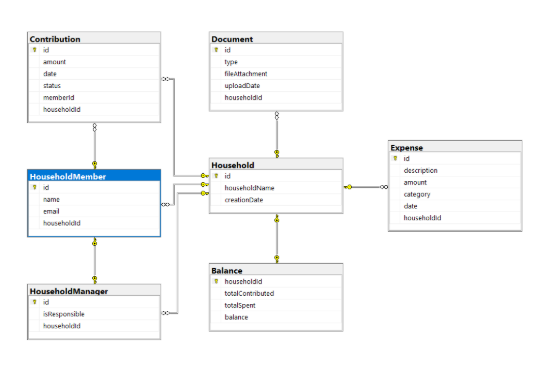 Contribution
id
amount
date
status
memberId
householdId
Document
id
type
fileAttachment
uploadDate
householdId
HouseholdMember
id
name
email
householdId
Household
id
householdName
creationDate
Expense
id
description
amount
category
date
householdId
HouseholdManager
id
isResponsible
householdId
Balance
householdId
totalContributed
totalSpent
balance